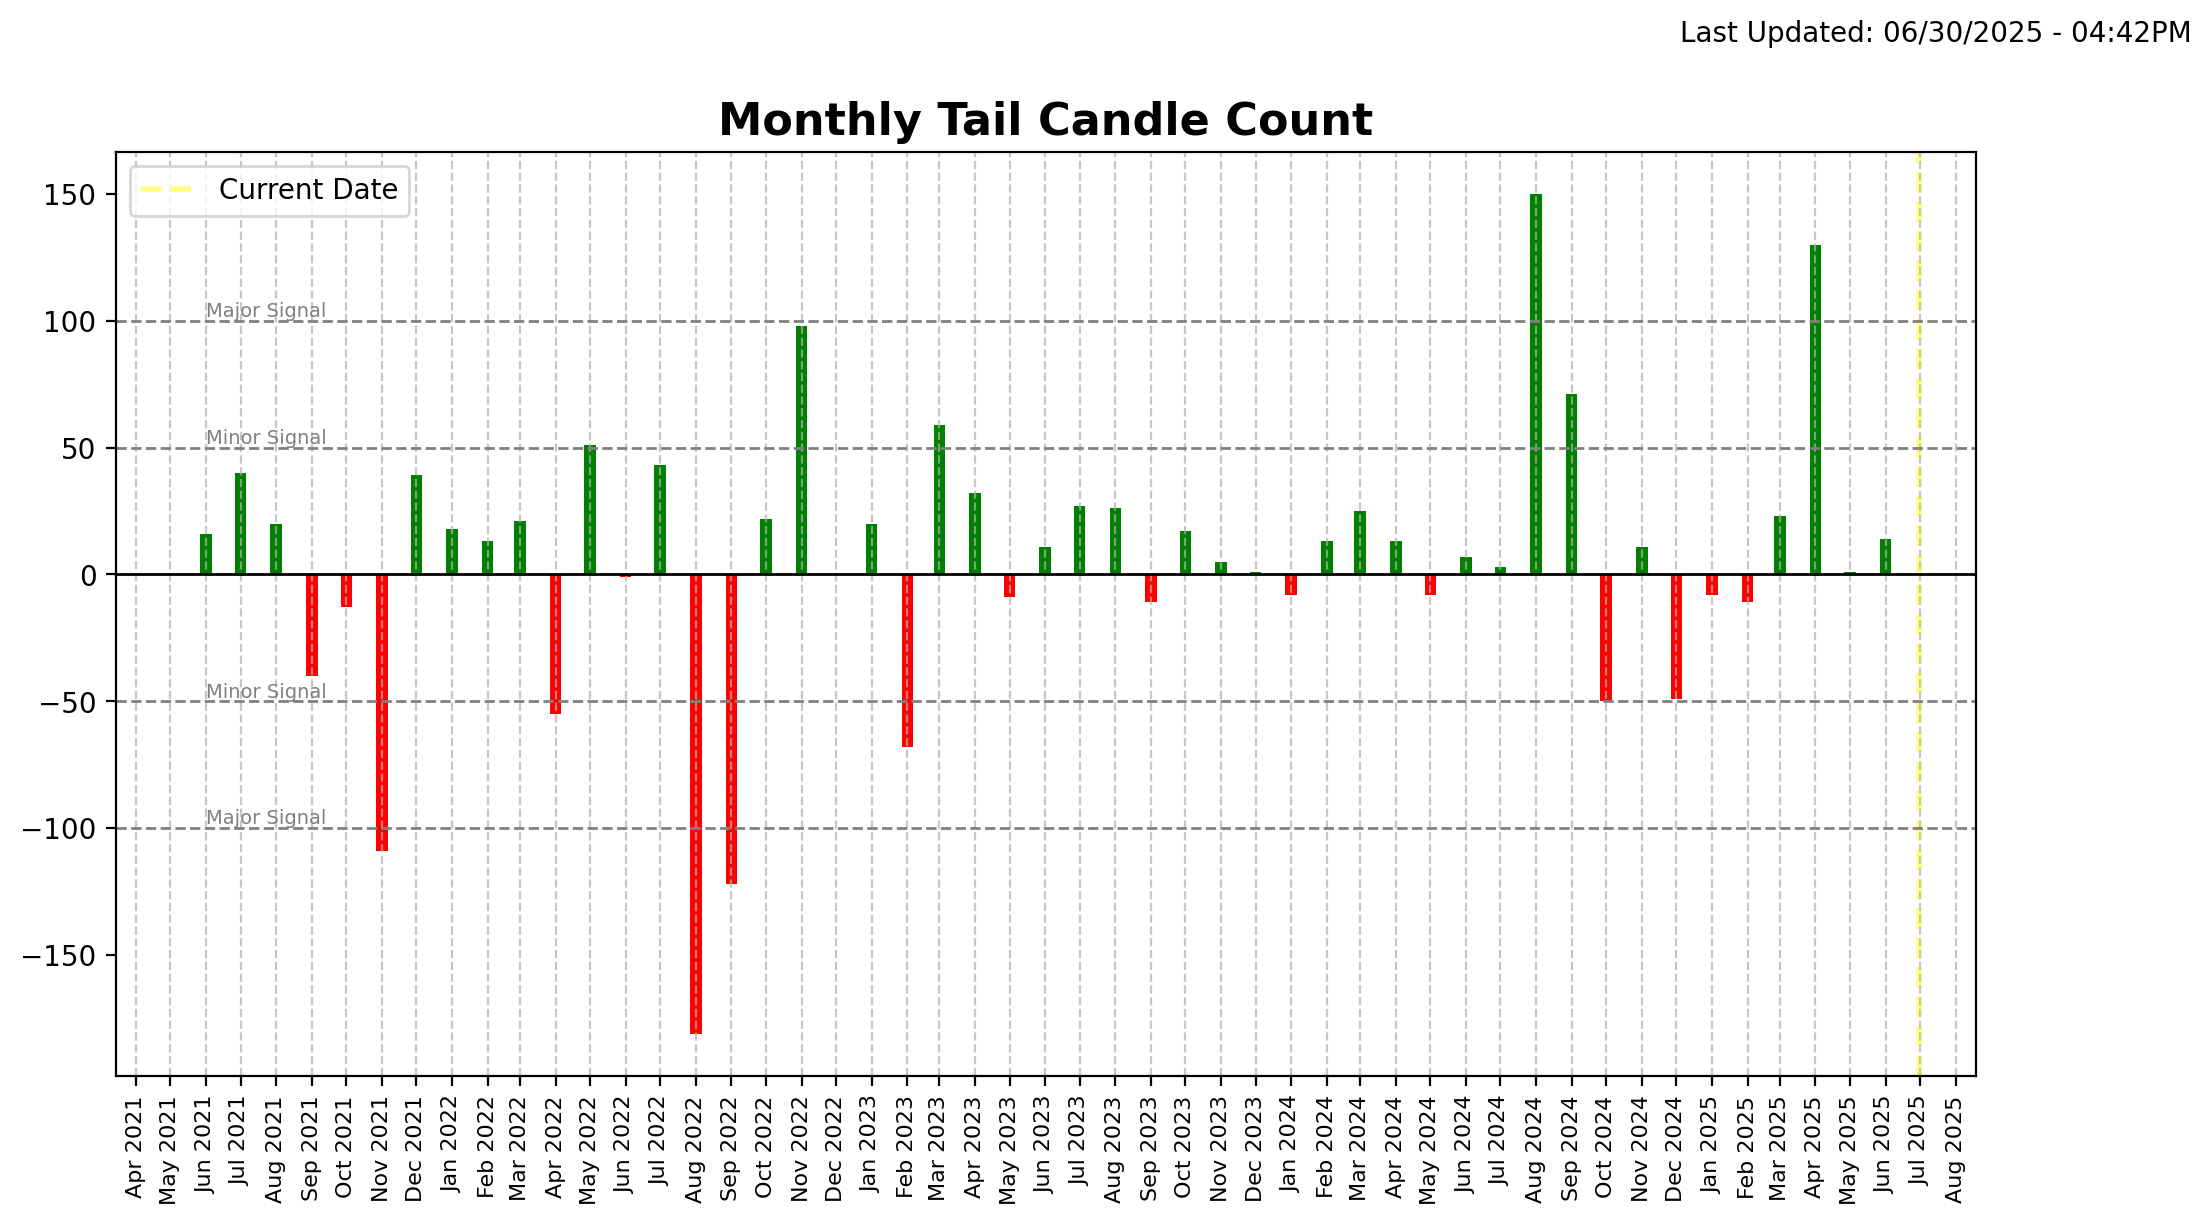 Last Updated: 06/30/2025 - 04:42PM
Monthly Tail Candle Count
Current Date
150
100
50
0
−50
−100
−150
Major Signal
Minor Signal
Minor Signal
Major Signal
Apr 2021
May 2021
Jun 2021
Jul 2021
Aug 2021
Sep 2021
Oct 2021
Nov 2021
Dec 2021
Jan 2022
Feb 2022
Mar 2022
Apr 2022
May 2022
Jun 2022
Jul 2022
Aug 2022
Sep 2022
Oct 2022
Nov 2022
Dec 2022
Jan 2023
Feb 2023
Mar 2023
Apr 2023
May 2023
Jun 2023
Jul 2023
Aug 2023
Sep 2023
Oct 2023
Nov 2023
Dec 2023
Jan 2024
Feb 2024
Mar 2024
Apr 2024
May 2024
Jun 2024
Jul 2024
Aug 2024
Sep 2024
Oct 2024
Nov 2024
Dec 2024
Jan 2025
Feb 2025
Mar 2025
Apr 2025
May 2025
Jun 2025
Jul 2025
Aug 2025